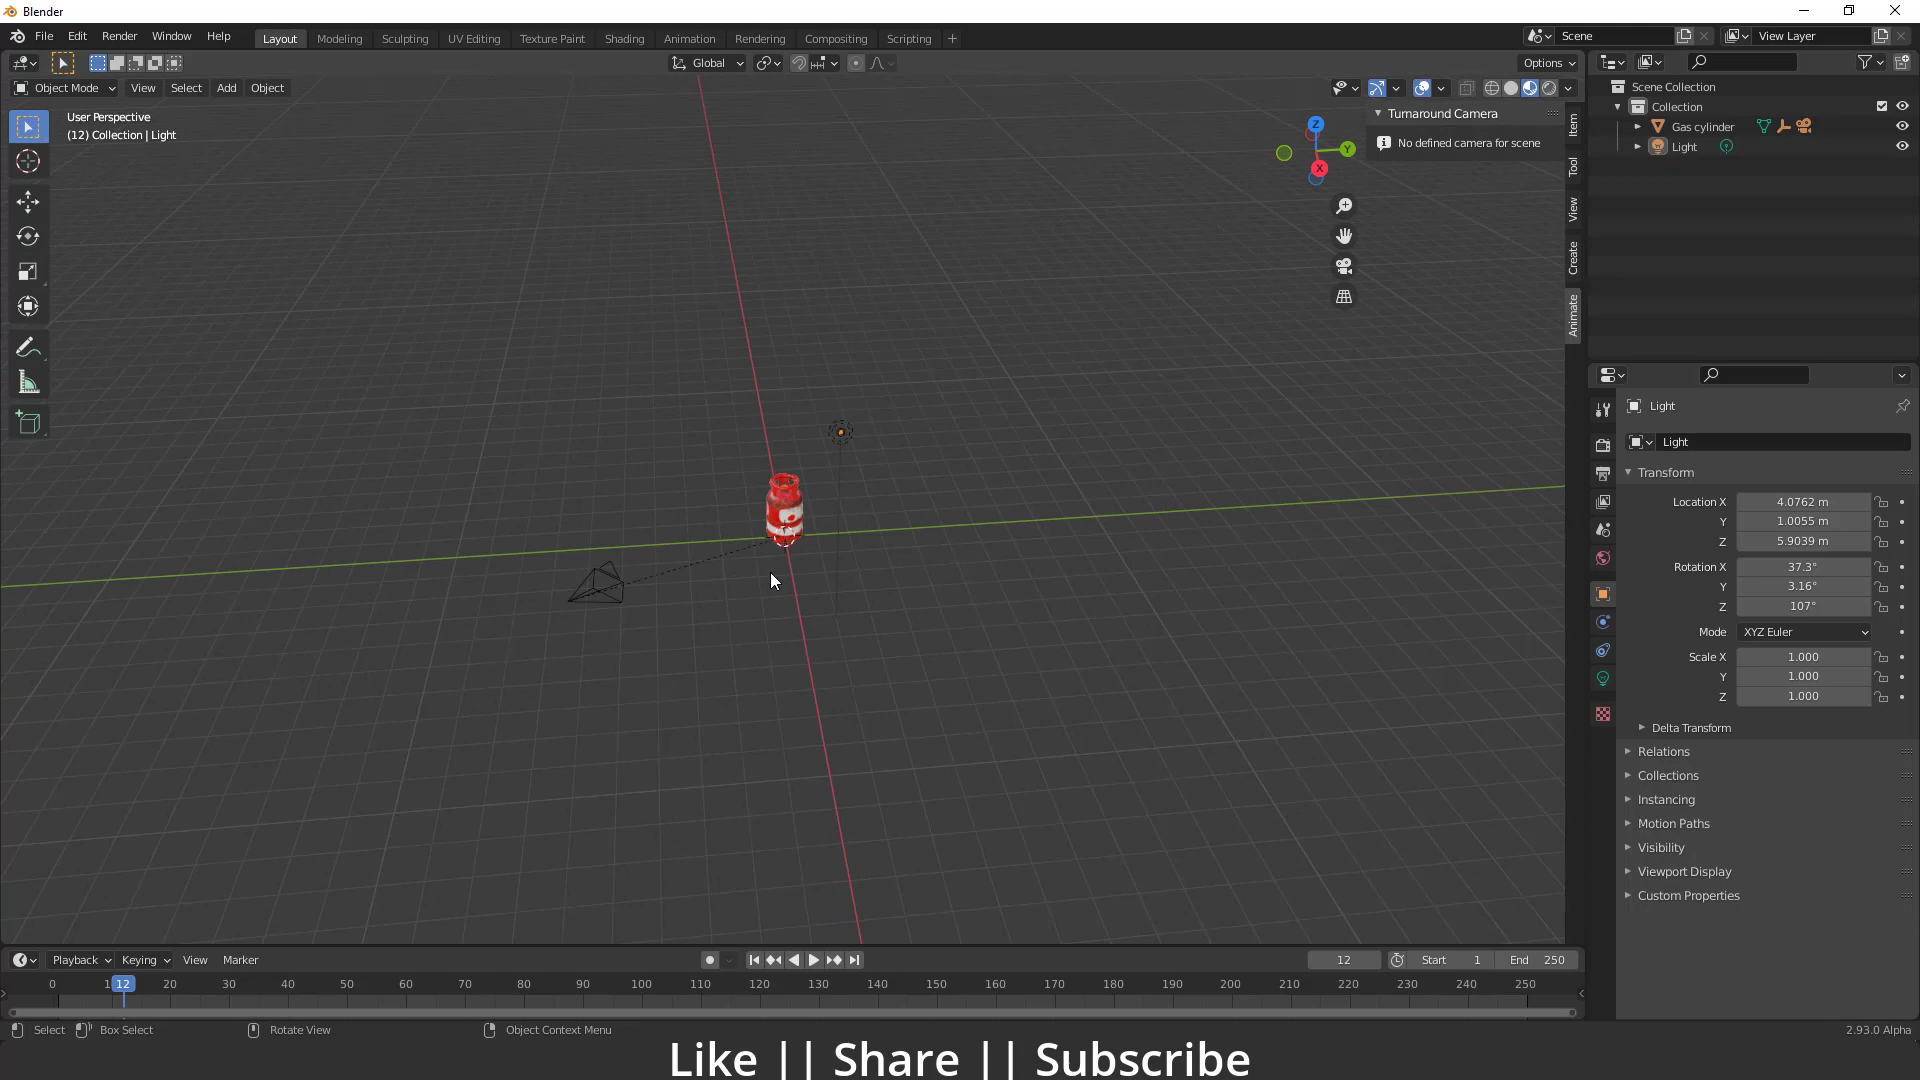 Blender
File Edit Render Window Help Layout Modeling Sculpting UV Editing Texture Paint Shading Animation Rendering Compositing Scripting + Scene View Layer
Global Options
Object Mode View Select Add Object
User Perspective
(12) Collection | Light
Z
Y
X
Turnaround Camera
No defined camera for scene
Item
Tool
View
Create
Animate
Scene Collection
Collection
Gas cylinder
Light
Light
Light
Transform
Location X 4.0762 m
Y 1.0055 m
Z 5.9039 m
Rotation X 37.3°
Y 3.16°
Z 107°
Mode XYZ Euler
Scale X 1.000
Y 1.000
Z 1.000
Delta Transform
Relations
Collections
Instancing
Motion Paths
Visibility
Viewport Display
Custom Properties
Playback Keying View Marker 12 Start 1 End 250
0 1 12 20 30 40 50 60 70 80 90 100 110 120 130 140 150 160 170 180 190 200 210 220 230 240 250
Select Box Select Rotate View Object Context Menu 2.93.0 Alpha
Like || Share || Subscribe